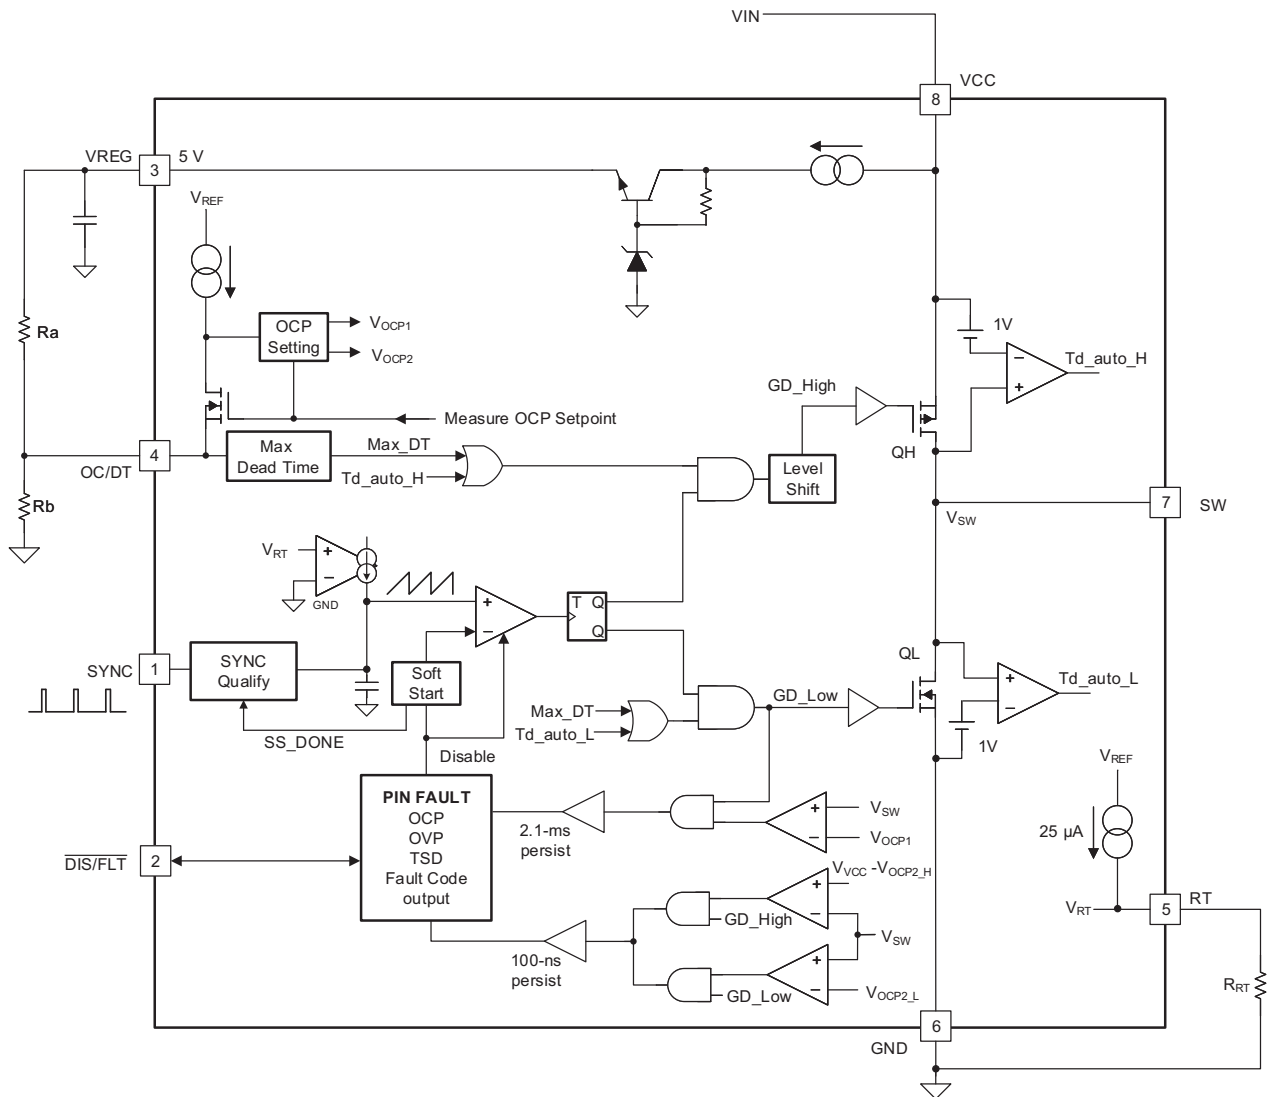 VIN
VCC
8
VREG
3
5 V
VREF
Ra
OCP
Setting
VOCP1
VOCP2
1V
−
+
Td_auto_H
GD_High
Measure OCP Setpoint
QH
4
OC/DT
Max
Dead Time
Max_DT
Td_auto_H
Level
Shift
Rb
7
SW
VSW
VRT
+
−
GND
+
−
T Q
Q
SYNC
1
SYNC
Qualify
Soft
Start
SS_DONE
Disable
Max_DT
Td_auto_L
GD_Low
QL
+
−
Td_auto_L
1V
VREF
25 µA
PIN FAULT
OCP
OVP
TSD
Fault Code
output
DIS/FLT
2
2.1-ms
persist
+
−
VSW
VOCP1
VVCC -VOCP2_H
+
−
GD_High
VSW
100-ns
persist
+
−
GD_Low
VOCP2_L
VRT
5
RT
RRT
6
GND